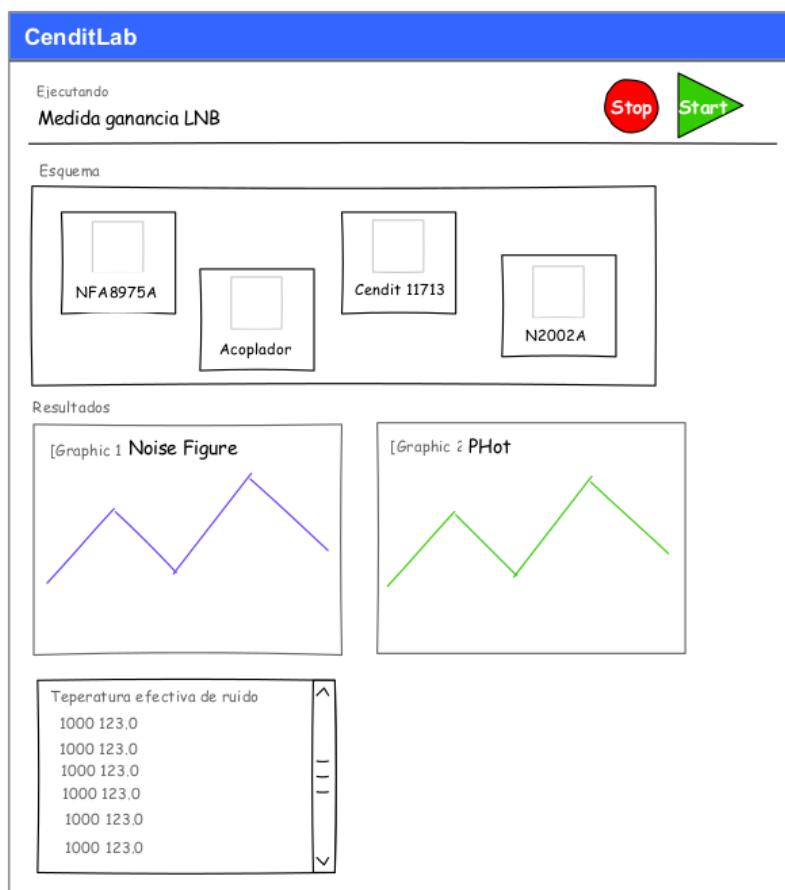 CenditLab
Ejecutando
Medida ganancia LNB
Stop
Start
Esquema
NFA8975A
Acoplador
Cendit 11713
N2002A
Resultados
[Graphic 1 Noise Figure
[Graphic 2 PHot
Teperatura efectiva de ruido
1000 123,0
1000 123,0
1000 123,0
1000 123,0
1000 123,0
1000 123,0